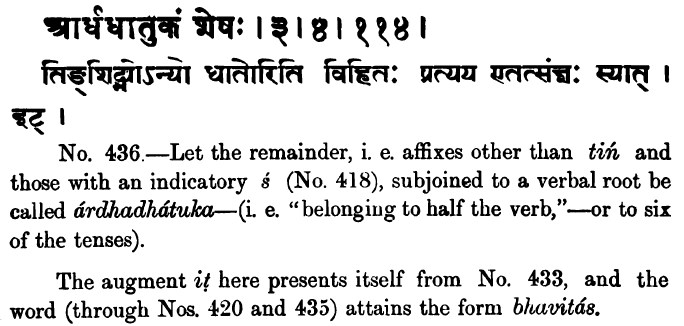 आर्धधातुकं शेषः । ३ । ४ । ११४ ।
तिङ्शिद्भ्योऽन्यो धातोरिति विहितः प्रत्यय एतत्संज्ञः स्यात् ।
इट् ।
No. 436.—Let the remainder, i. e. affixes other than tiń and
those with an indicatory ś (No. 418), subjoined to a verbal root be
called árdhadhátuka—(i. e. “belonging to half the verb,”—or to six
of the tenses).
The augment iṭ here presents itself from No. 433, and the
word (through Nos. 420 and 435) attains the form bhavitás.